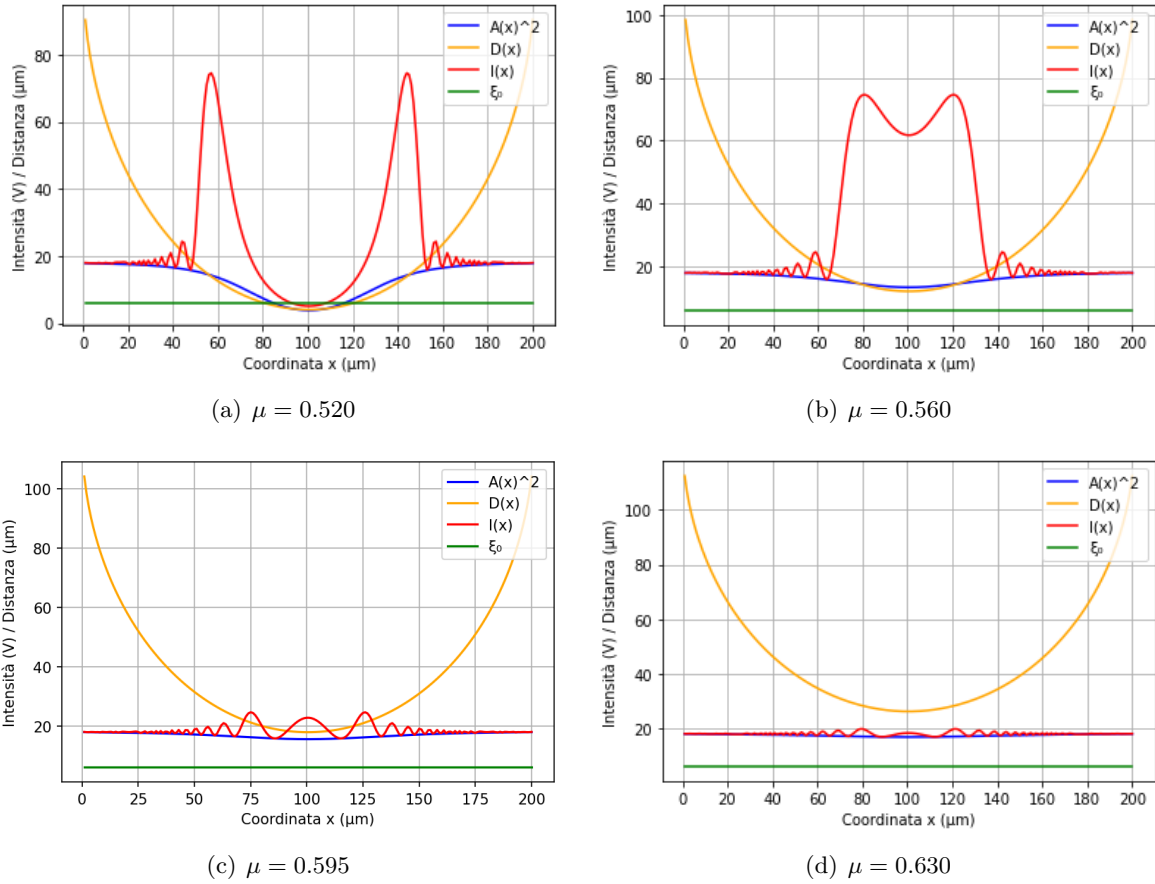 Intensità (V) / Distanza (μm)
80
60
40
20
0
A(x)^2
D(x)
I(x)
ξ₀
0 20 40 60 80 100 120 140 160 180 200
Coordinata x (μm)
(a) μ = 0.520
Intensità (V) / Distanza (μm)
100
80
60
40
20
A(x)^2
D(x)
I(x)
ξ₀
0 20 40 60 80 100 120 140 160 180 200
Coordinata x (μm)
(b) μ = 0.560
Intensità (V) / Distanza (μm)
100
80
60
40
20
A(x)^2
D(x)
I(x)
ξ₀
0 25 50 75 100 125 150 175 200
Coordinata x (μm)
(c) μ = 0.595
Intensità (V) / Distanza (μm)
100
80
60
40
20
A(x)^2
D(x)
I(x)
ξ₀
0 20 40 60 80 100 120 140 160 180 200
Coordinata x (μm)
(d) μ = 0.630